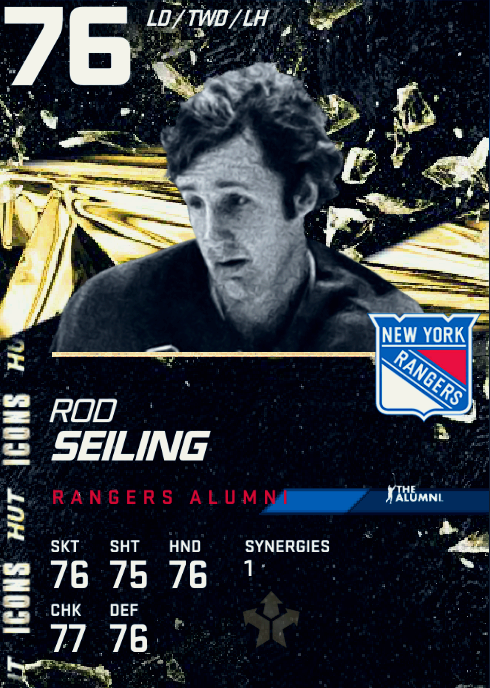 76
LD / TWD / LH
NEW YORK
RANGERS
ROD
SEILING
RANGERS ALUMNI
THE
ALUMNI.
SKT SHT HND SYNERGIES
76 75 76 1
CHK DEF
77 76
HUT
ICONS
HUT
ICONS